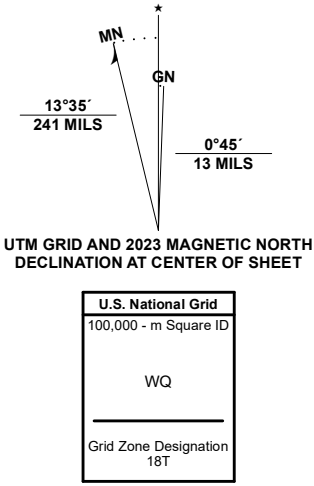 ★
MN
GN
13°35´
241 MILS
0°45´
13 MILS
UTM GRID AND 2023 MAGNETIC NORTH
DECLINATION AT CENTER OF SHEET
U.S. National Grid
100,000 - m Square ID
WQ
Grid Zone Designation
18T